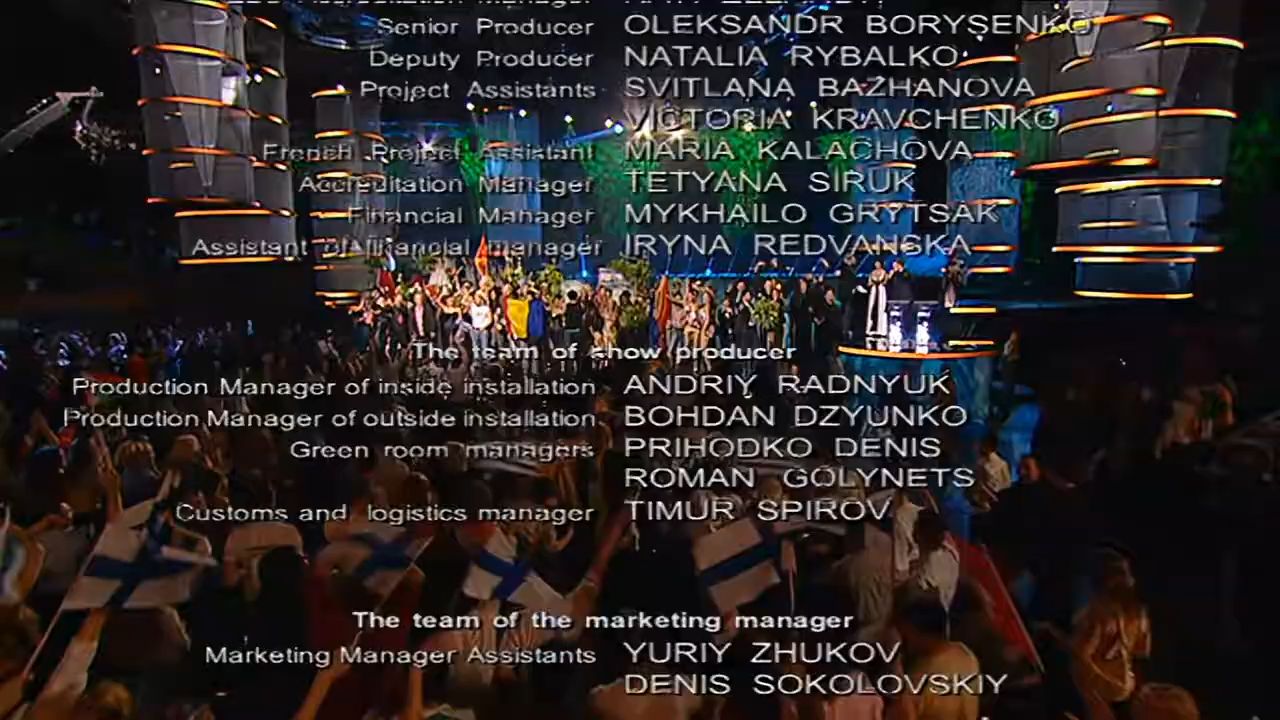 Senior Producer OLEKSANDR BORYSENKO
Deputy Producer NATALIA RYBALKO
Project Assistants SVITLANA BAZHANOVA
VICTORIA KRAVCHENKO
French Project Assistant MARIA KALACHOVA
Accreditation Manager TETYANA SIRUK
Financial Manager MYKHAILO GRYTSAK
Assistant of financial manager IRYNA REDVANSKA
The team of show producer
Production Manager of inside installation ANDRIY RADNYUK
Production Manager of outside installation BOHDAN DZYUNKO
Green room managers PRIHODKO DENIS
ROMAN GOLYNETS
Customs and logistics manager TIMUR SPIROV
The team of the marketing manager
Marketing Manager Assistants YURIY ZHUKOV
DENIS SOKOLOVSKIY